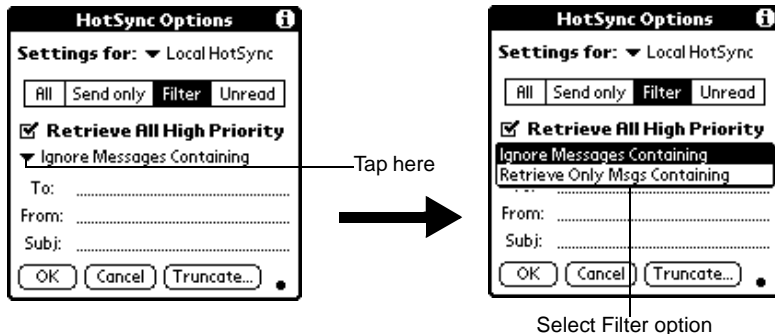 HotSync Options i
Settings for: Local HotSync
All Send only Filter Unread
Retrieve All High Priority
Ignore Messages Containing
To:
From:
Subj:
OK Cancel Truncate...
Tap here
HotSync Options i
Settings for: Local HotSync
All Send only Filter Unread
Retrieve All High Priority
Ignore Messages Containing
Retrieve Only Msgs Containing
From:
Subj:
OK Cancel Truncate...
Select Filter option